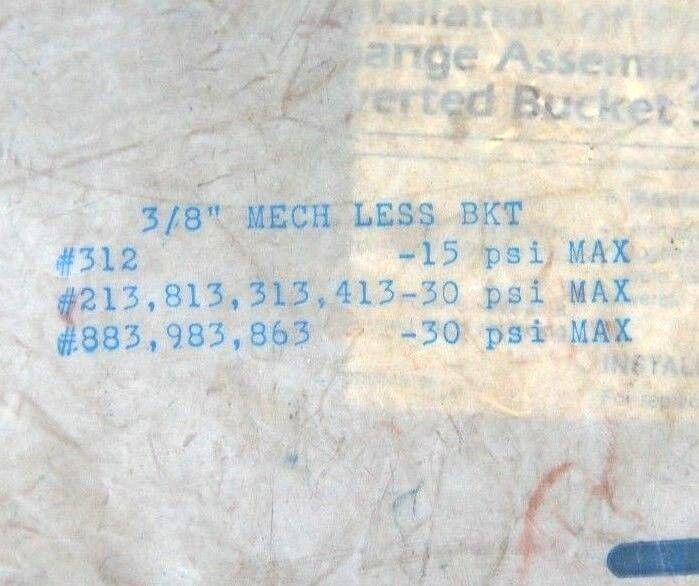 ange Assem
erted Bucket
3/8" MECH LESS BKT
#312 -15 psi MAX
#213,813,313,413-30 psi MAX
#883,983,863 -30 psi MAX
INSTAL